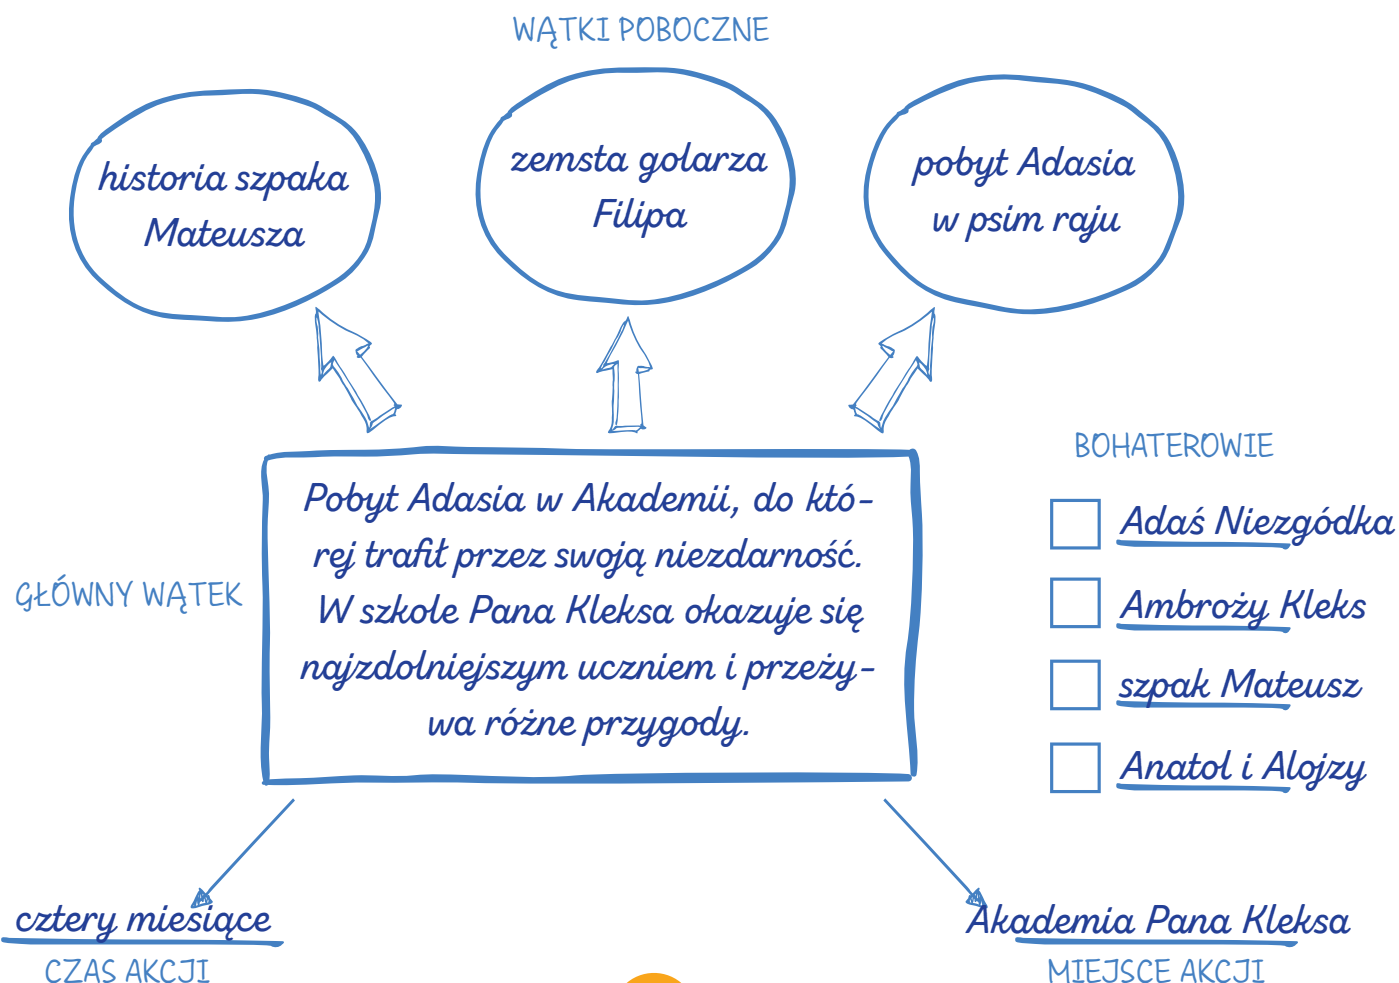 WĄTKI POBOCZNE
historia szpaka
Mateusza
zemsta golarza
Filipa
pobyt Adasia
w psim raju
GŁÓWNY WĄTEK
Pobyt Adasia w Akademii, do któ-
rej trafił przez swoją niezdarność.
W szkole Pana Kleksa okazuje się
najzdolniejszym uczniem i przeży-
wa różne przygody.
BOHATEROWIE
Adaś Niezgódka
Ambroży Kleks
szpak Mateusz
Anatol i Alojzy
cztery miesiące
CZAS AKCJI
Akademia Pana Kleksa
MIEJSCE AKCJI